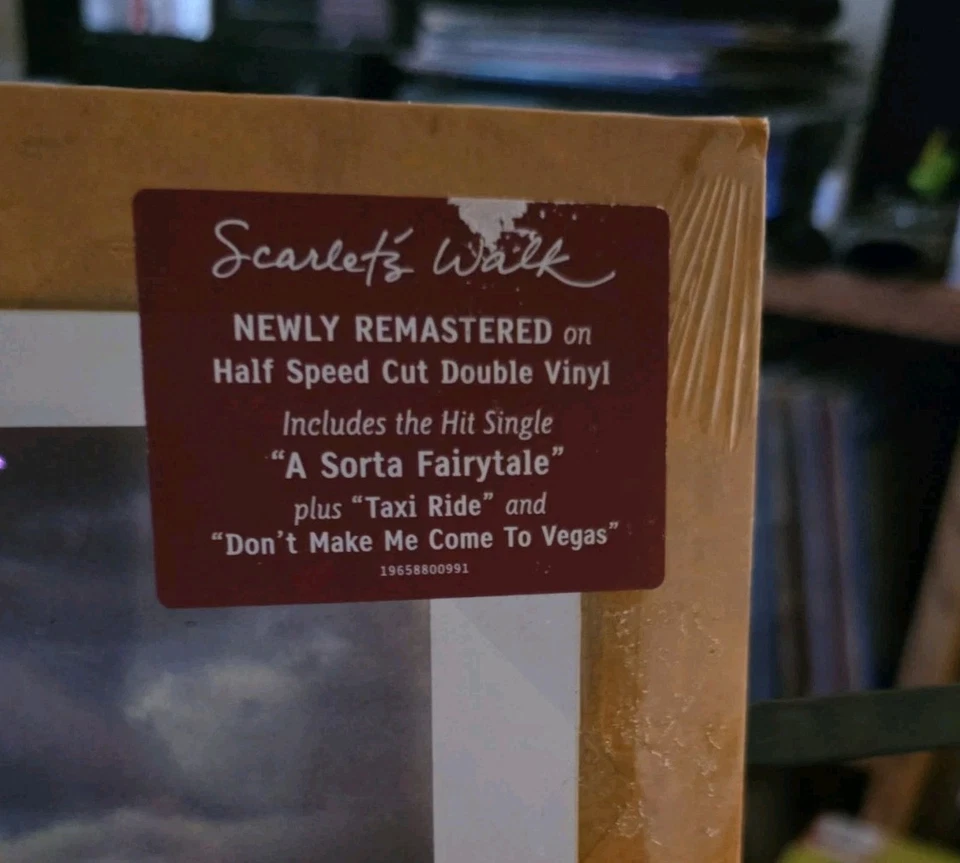 Scarlet's Walk
NEWLY REMASTERED on
Half Speed Cut Double Vinyl
Includes the Hit Single
“A Sorta Fairytale”
plus “Taxi Ride” and
“Don't Make Me Come To Vegas”
19658800991